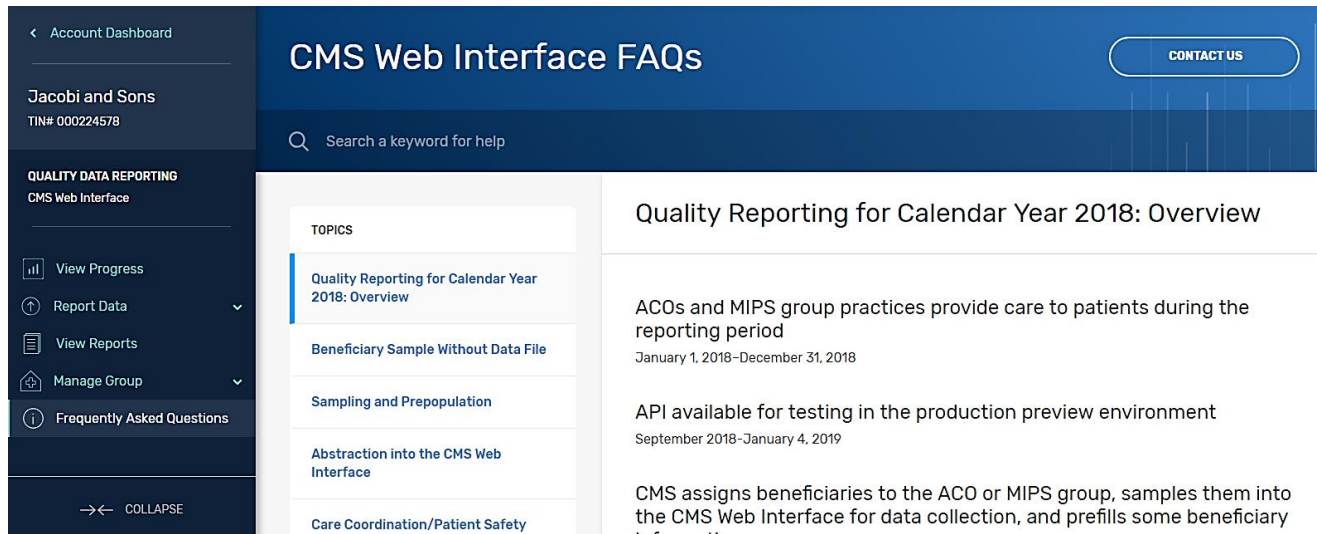 Account Dashboard
Jacobi and Sons
TIN# 000224578
QUALITY DATA REPORTING
CMS Web Interface
View Progress
Report Data
View Reports
Manage Group
Frequently Asked Questions
COLLAPSE
CMS Web Interface FAQs
CONTACT US
Search a keyword for help
TOPICS
Quality Reporting for Calendar Year
2018: Overview
Beneficiary Sample Without Data File
Sampling and Prepopulation
Abstraction into the CMS Web
Interface
Care Coordination/Patient Safety
Quality Reporting for Calendar Year 2018: Overview
ACOs and MIPS group practices provide care to patients during the
reporting period
January 1, 2018–December 31, 2018
API available for testing in the production preview environment
September 2018-January 4, 2019
CMS assigns beneficiaries to the ACO or MIPS group, samples them into
the CMS Web Interface for data collection, and prefills some beneficiary